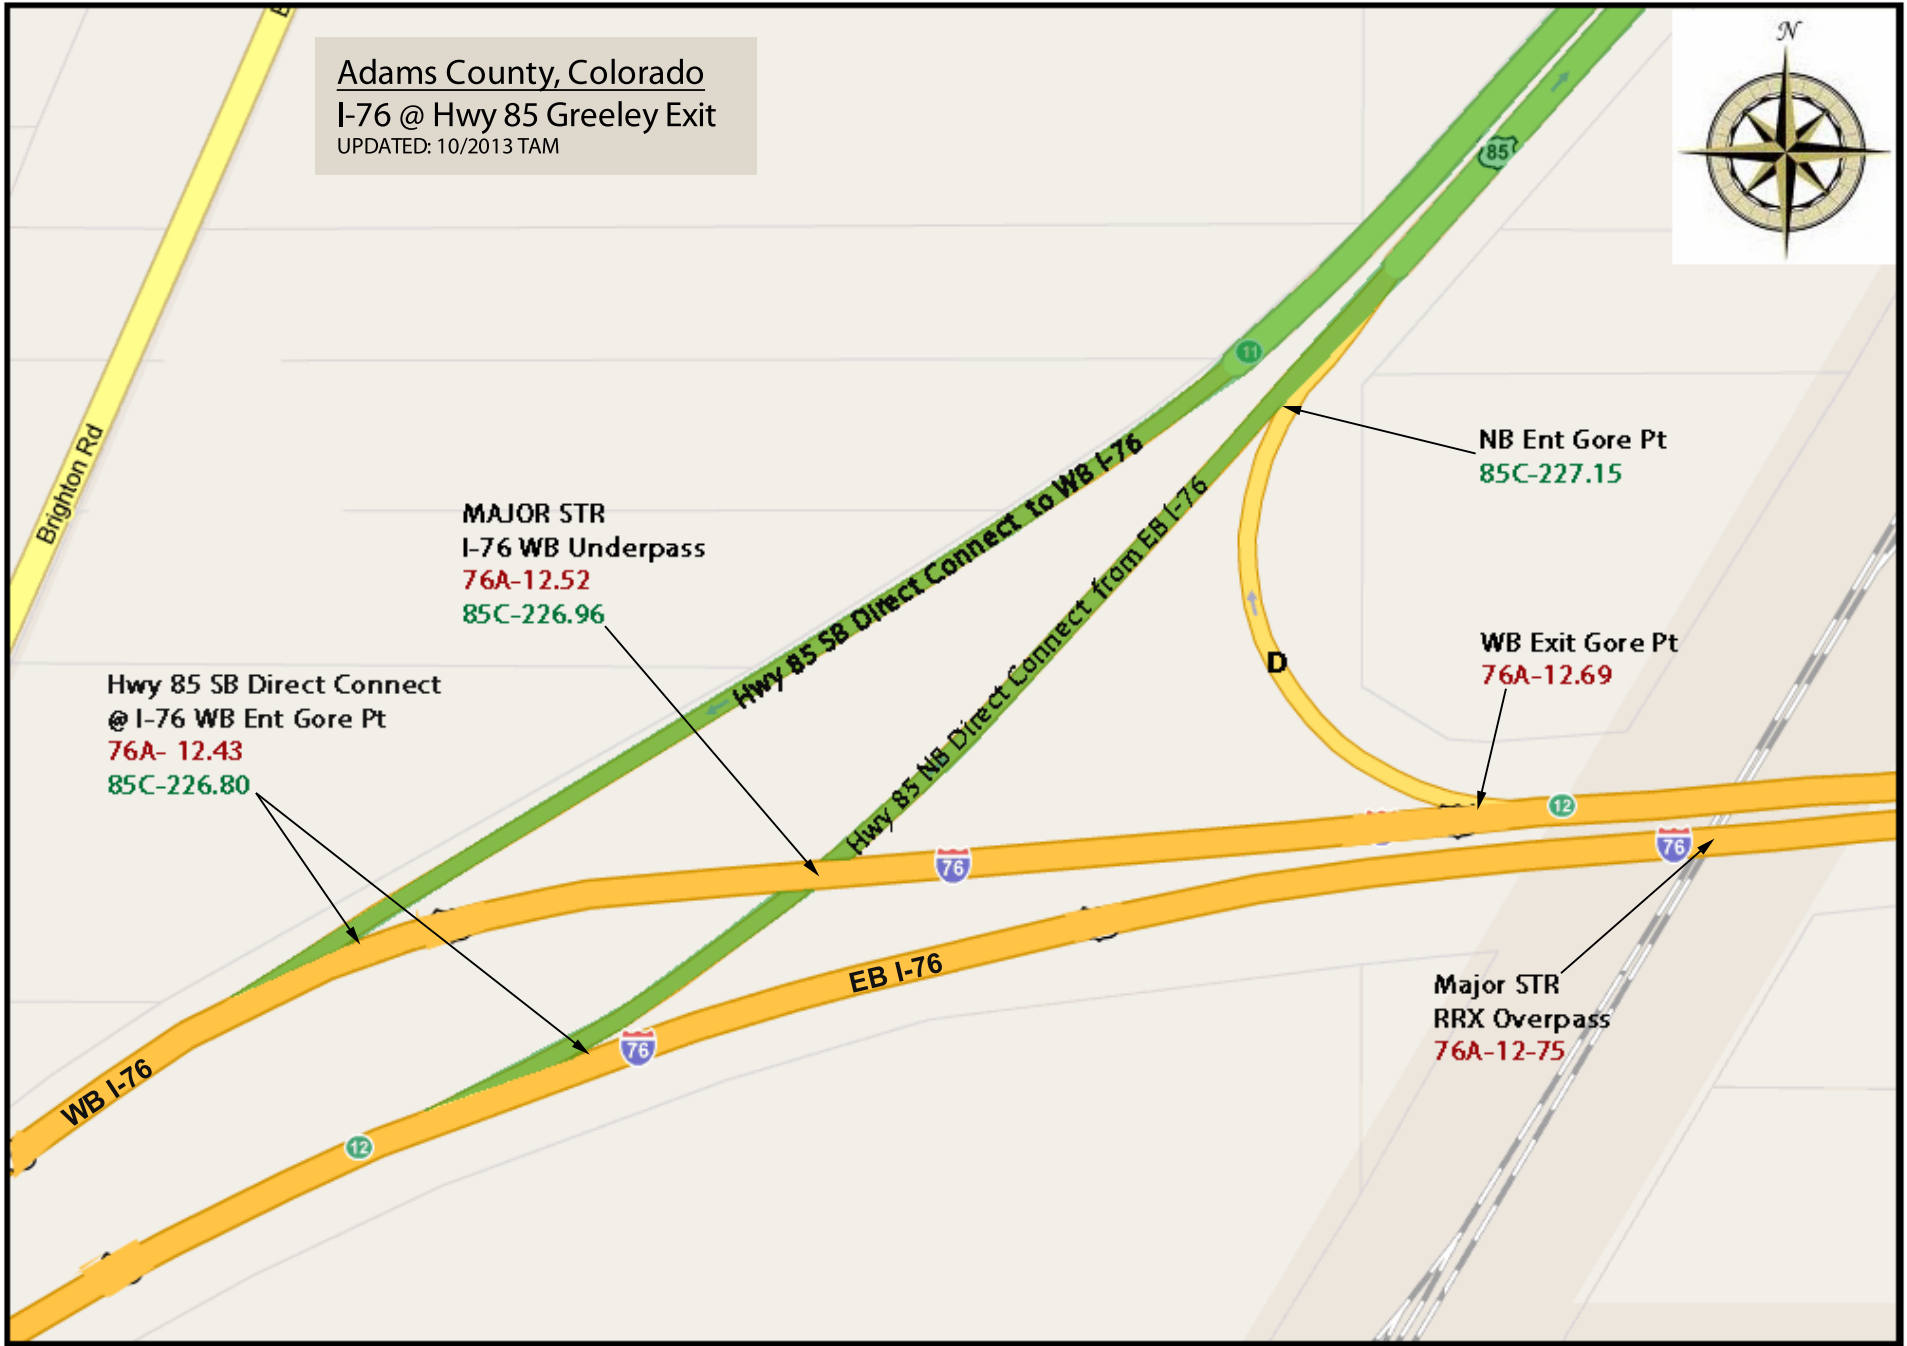 Adams County, Colorado
I-76 @ Hwy 85 Greeley Exit
UPDATED: 10/2013 TAM
N
85
11
Brighton Rd
NB Ent Gore Pt
85C-227.15
MAJOR STR
I-76 WB Underpass
76A-12.52
85C-226.96
Hwy 85 SB Direct Connect to WB I-76
Hwy 85 NB Direct Connect from EB I-76
D
WB Exit Gore Pt
76A-12.69
Hwy 85 SB Direct Connect
@ I-76 WB Ent Gore Pt
76A- 12.43
85C-226.80
12
76
76
EB I-76
Major STR
RRX Overpass
76A-12-75
76
WB I-76
12